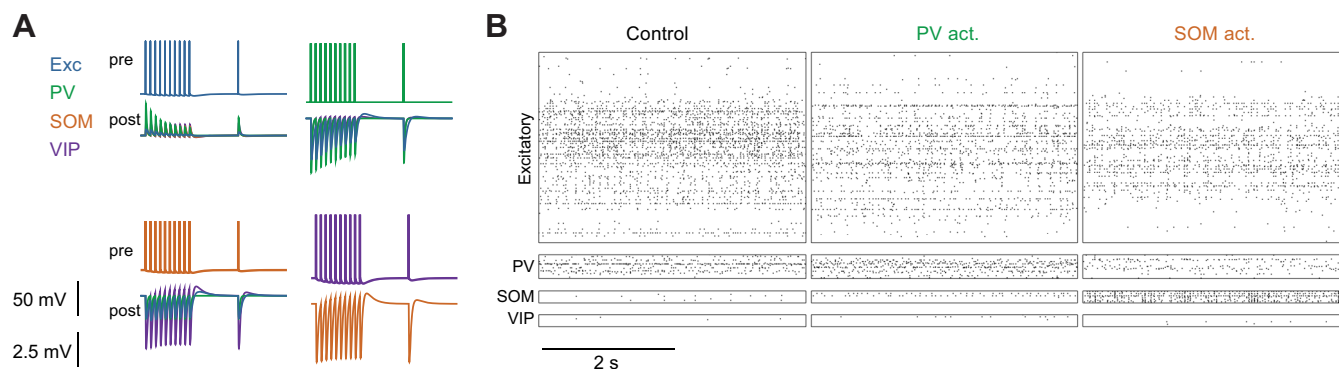 A
Exc
PV
SOM
VIP
pre
post
pre
post
50 mV
2.5 mV
B
Control
PV act.
SOM act.
Excitatory
PV
SOM
VIP
2 s